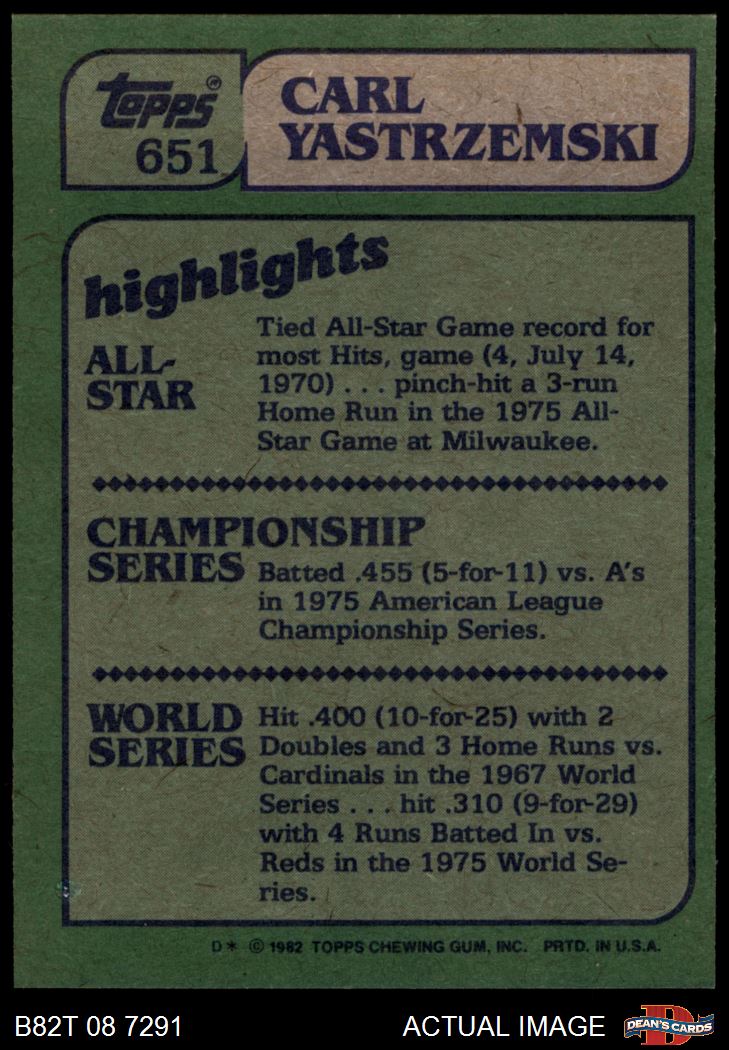 topps®
651
CARL
YASTRZEMSKI
highlights
ALL-
STAR
Tied All-Star Game record for
most Hits, game (4, July 14,
1970) . . . pinch-hit a 3-run
Home Run in the 1975 All-
Star Game at Milwaukee.
CHAMPIONSHIP
SERIES
Batted .455 (5-for-11) vs. A's
in 1975 American League
Championship Series.
WORLD
SERIES
Hit .400 (10-for-25) with 2
Doubles and 3 Home Runs vs.
Cardinals in the 1967 World
Series . . . hit .310 (9-for-29)
with 4 Runs Batted In vs.
Reds in the 1975 World Se-
ries.
D* © 1982 TOPPS CHEWING GUM, INC. PRTD. IN U.S.A.
B82T 08 7291 ACTUAL IMAGE
D
DEAN'S CARDS